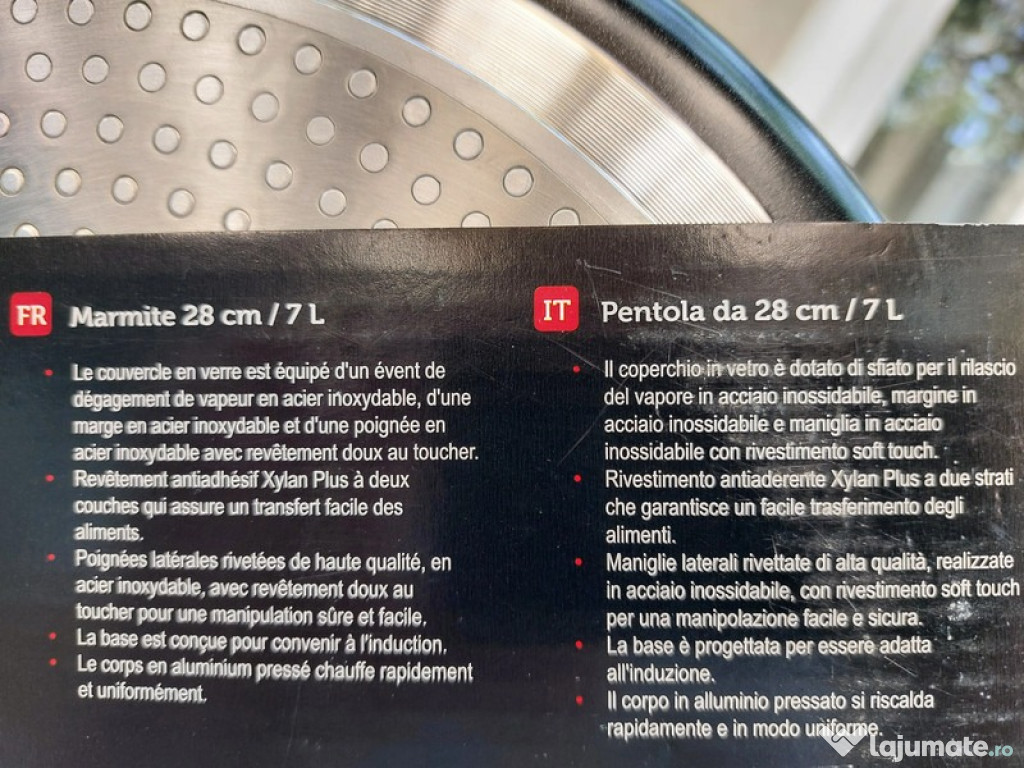 FR
Marmite 28 cm / 7 L
• Le couvercle en verre est équipé d'un évent de
dégagement de vapeur en acier inoxydable, d'une
marge en acier inoxydable et d'une poignée en
acier inoxydable avec revêtement doux au toucher.
• Revêtement antiadhésif Xylan Plus à deux
couches qui assure un transfert facile des
aliments.
• Poignées latérales rivetées de haute qualité, en
acier inoxydable, avec revêtement doux au
toucher pour une manipulation sûre et facile.
• La base est conçue pour convenir à l'induction.
• Le corps en aluminium pressé chauffe rapidement
et uniformément.
IT
Pentola da 28 cm / 7 L
• Il coperchio in vetro è dotato di sfiato per il rilascio
del vapore in acciaio inossidabile, margine in
acciaio inossidabile e maniglia in acciaio
inossidabile con rivestimento soft touch.
• Rivestimento antiaderente Xylan Plus a due strati
che garantisce un facile trasferimento degli
alimenti.
• Maniglie laterali rivettate di alta qualità, realizzate
in acciaio inossidabile, con rivestimento soft touch
per una manipolazione facile e sicura.
• La base è progettata per essere adatta
all'induzione.
• Il corpo in alluminio pressato si riscalda
rapidamente e in modo uniforme.
lajumate.ro